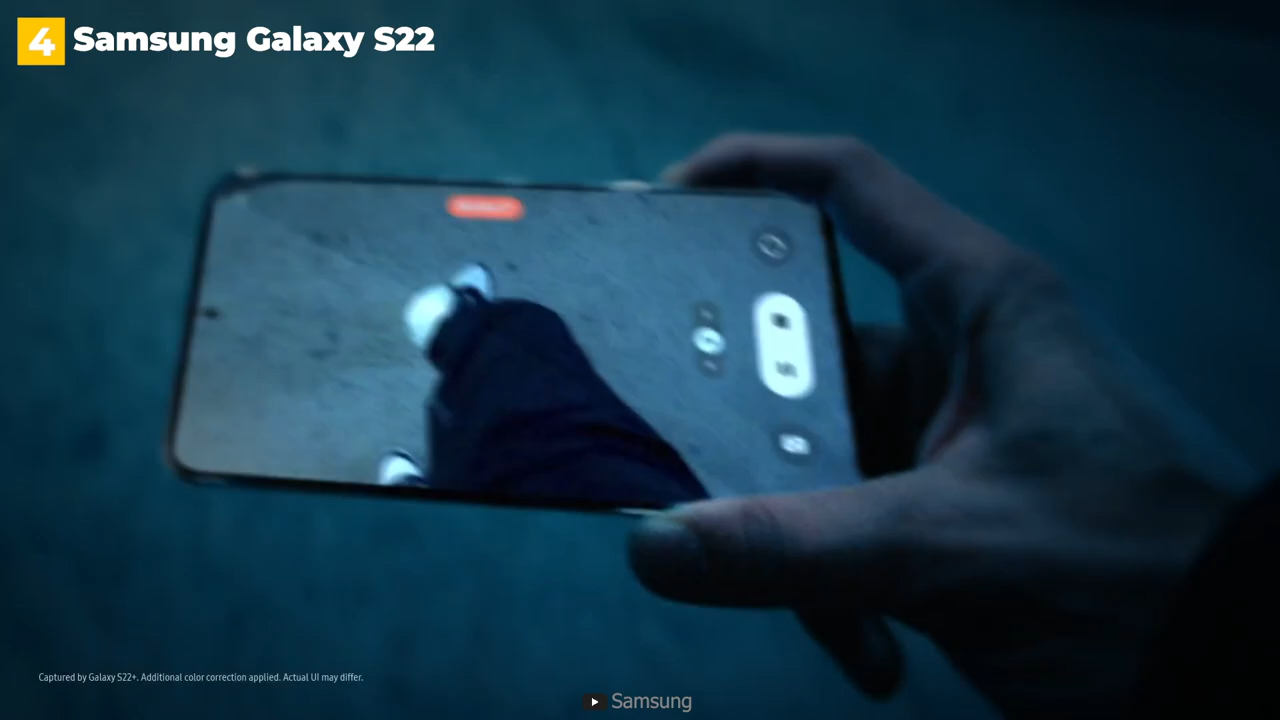 4 Samsung Galaxy S22
Captured by Galaxy S22+. Additional color correction applied. Actual UI may differ.
Samsung